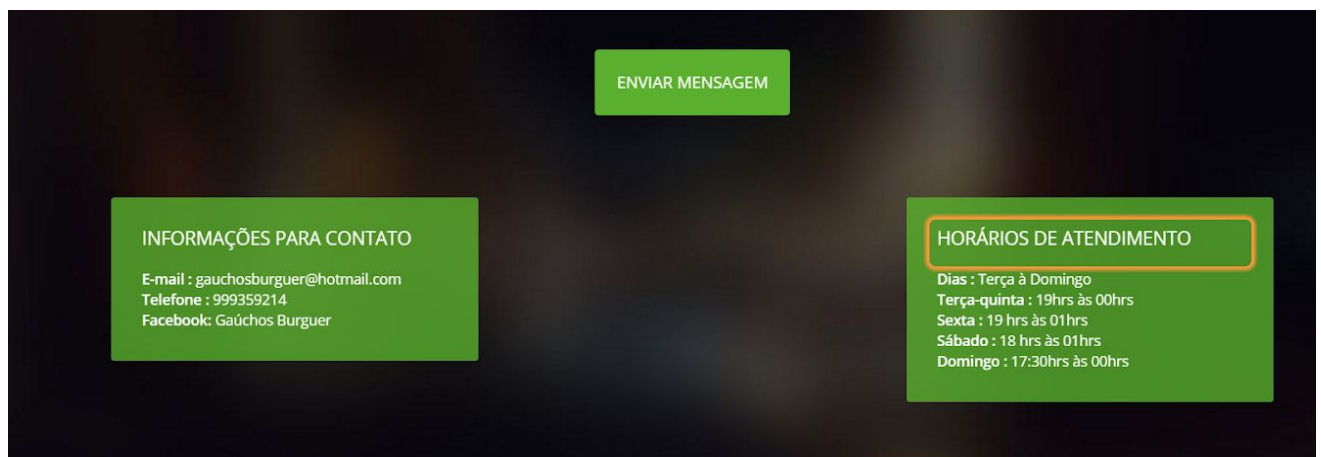 ENVIAR MENSAGEM
INFORMAÇÕES PARA CONTATO
E-mail : gauchosburguer@hotmail.com
Telefone : 999359214
Facebook: Gaúchos Burguer
HORÁRIOS DE ATENDIMENTO
Dias : Terça à Domingo
Terça-quinta : 19hrs às 00hrs
Sexta : 19 hrs às 01hrs
Sábado : 18 hrs às 01hrs
Domingo : 17:30hrs às 00hrs